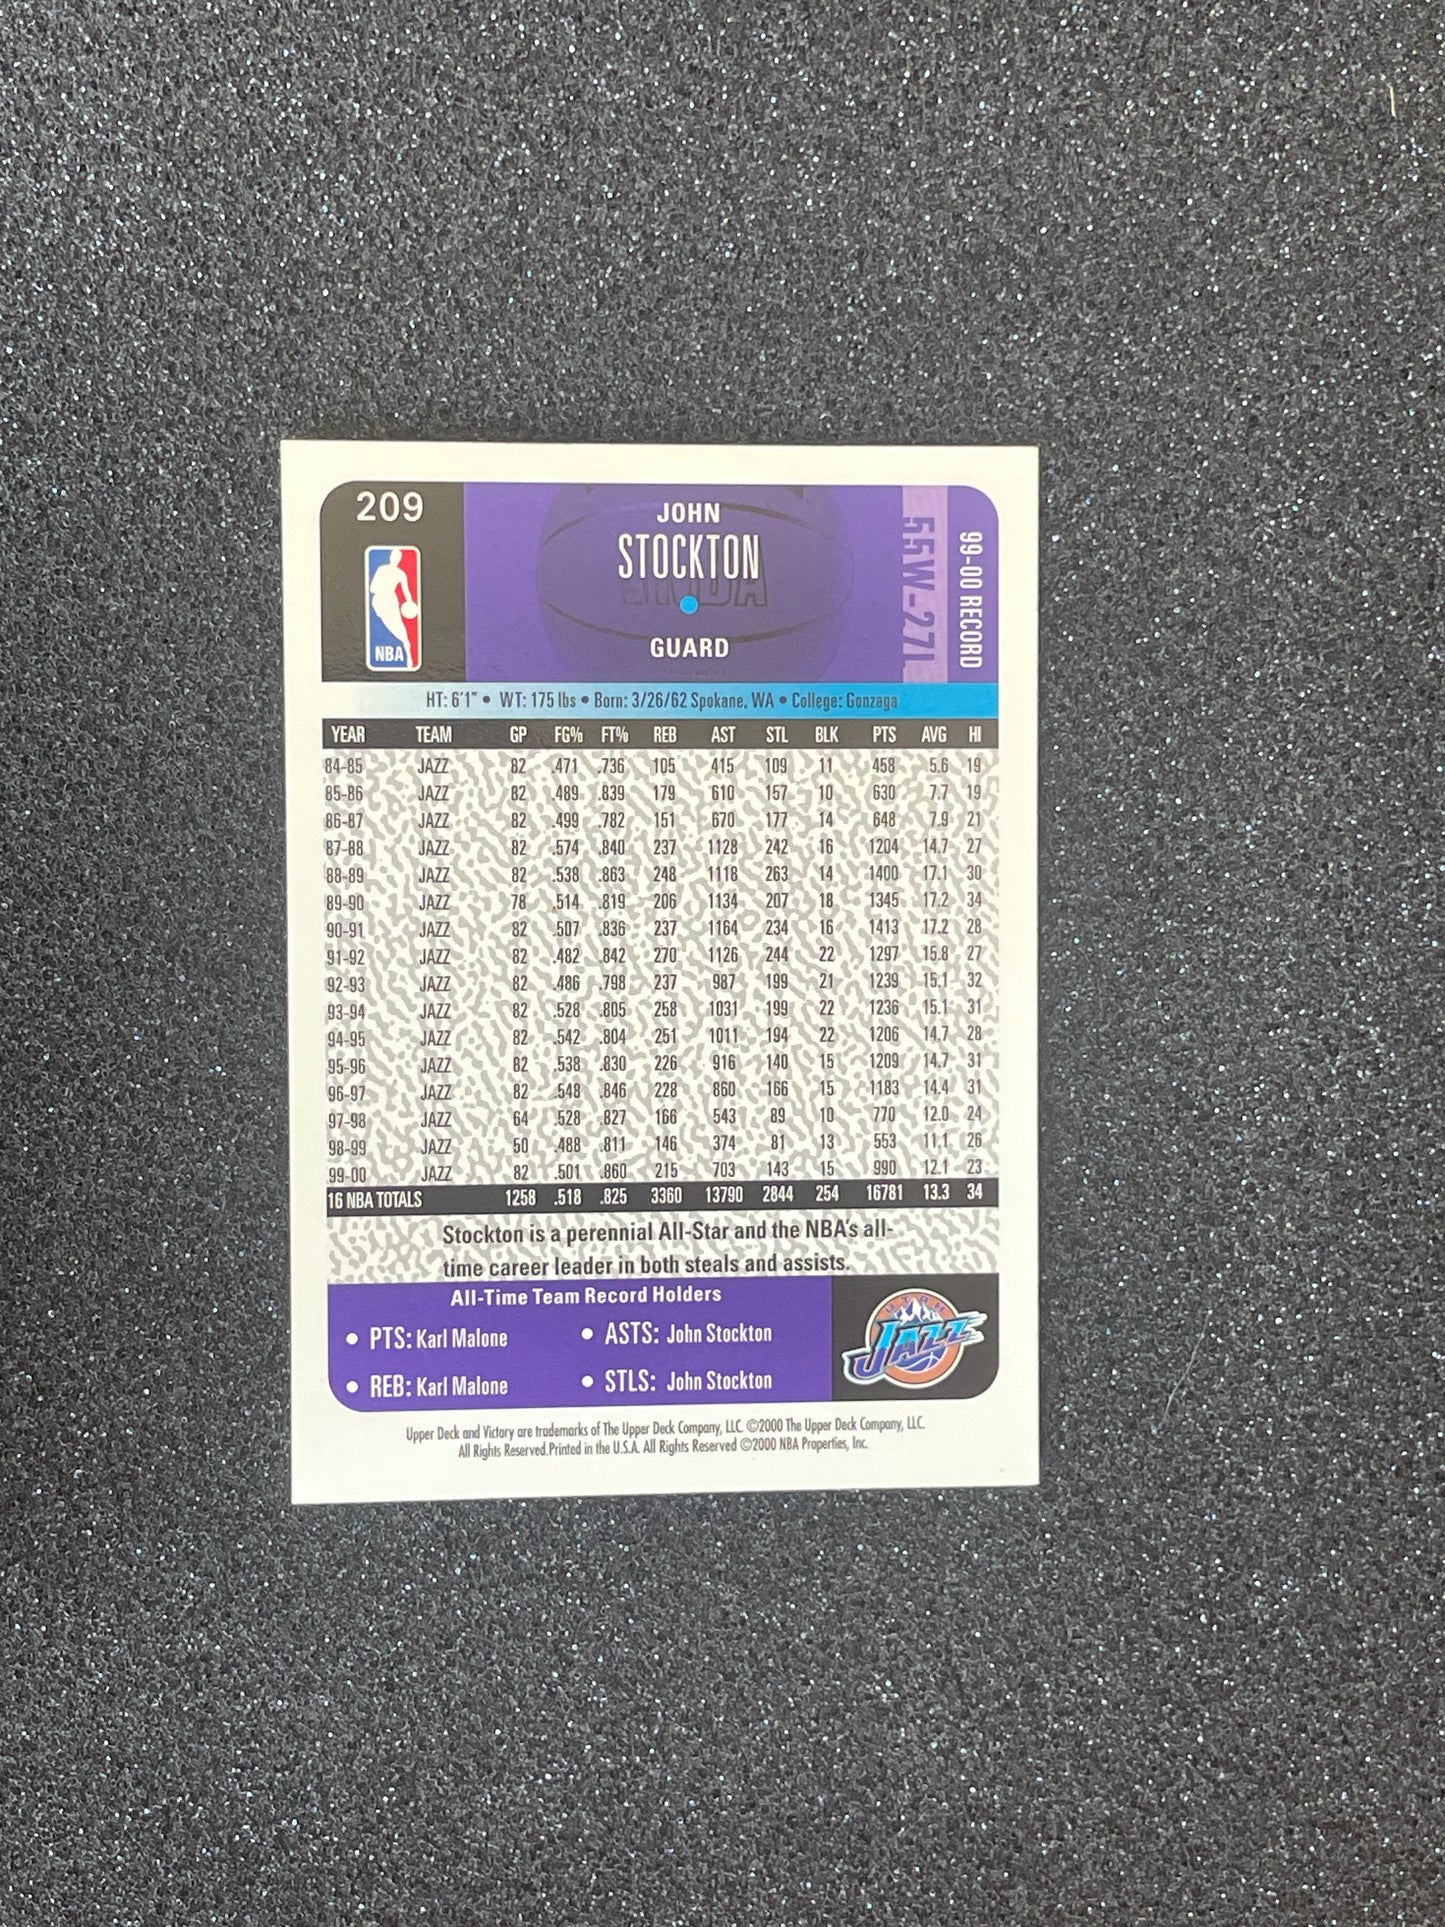 209
NBA
JOHN
STOCKTON
GUARD
55W-27L
99-00 RECORD
HT: 6'1" • WT: 175 lbs • Born: 3/26/62 Spokane, WA • College: Gonzaga
YEAR TEAM GP FG% FT% REB AST STL BLK PTS AVG HI
84-85 JAZZ 82 .471 .736 105 415 109 11 458 5.6 19
85-86 JAZZ 82 .489 .839 179 610 157 10 630 7.7 19
86-87 JAZZ 82 .499 .782 151 670 177 14 648 7.9 21
87-88 JAZZ 82 .574 .840 237 1128 242 16 1204 14.7 27
88-89 JAZZ 82 .538 .863 248 1118 263 14 1400 17.1 30
89-90 JAZZ 78 .514 .819 206 1134 207 18 1345 17.2 34
90-91 JAZZ 82 .507 .836 237 1164 234 16 1413 17.2 28
91-92 JAZZ 82 .482 .842 270 1126 244 22 1297 15.8 27
92-93 JAZZ 82 .486 .798 237 987 199 21 1239 15.1 32
93-94 JAZZ 82 .528 .805 258 1031 199 22 1236 15.1 31
94-95 JAZZ 82 .542 .804 251 1011 194 22 1206 14.7 28
95-96 JAZZ 82 .538 .830 226 916 140 15 1209 14.7 31
96-97 JAZZ 82 .548 .846 228 860 166 15 1183 14.4 31
97-98 JAZZ 64 .528 .827 166 543 89 10 770 12.0 24
98-99 JAZZ 50 .488 .811 146 374 81 13 553 11.1 26
99-00 JAZZ 82 .501 .860 215 703 143 15 990 12.1 23
16 NBA TOTALS 1258 .518 .825 3360 13790 2844 254 16781 13.3 34
Stockton is a perennial All-Star and the NBA's all-
time career leader in both steals and assists.
All-Time Team Record Holders
• PTS: Karl Malone • ASTS: John Stockton
• REB: Karl Malone • STLS: John Stockton
UTAH
JAZZ
Upper Deck and Victory are trademarks of The Upper Deck Company, LLC. ©2000 The Upper Deck Company, LLC.
All Rights Reserved.Printed in the U.S.A. All Rights Reserved ©2000 NBA Properties, Inc.